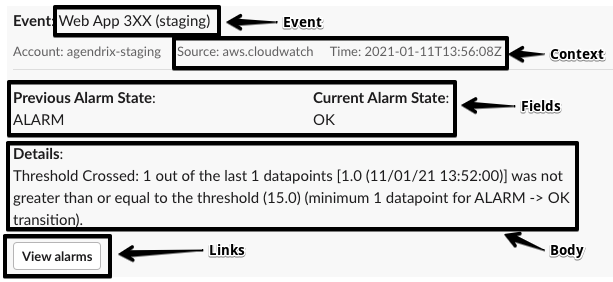 Event: Web App 3XX (staging) Event
Account: agendrix-staging Source: aws.cloudwatch Time: 2021-01-11T13:56:08Z Context
Previous Alarm State: Current Alarm State:
ALARM OK Fields
Details:
Threshold Crossed: 1 out of the last 1 datapoints [1.0 (11/01/21 13:52:00)] was not
greater than or equal to the threshold (15.0) (minimum 1 datapoint for ALARM -> OK
transition).
View alarms Links Body